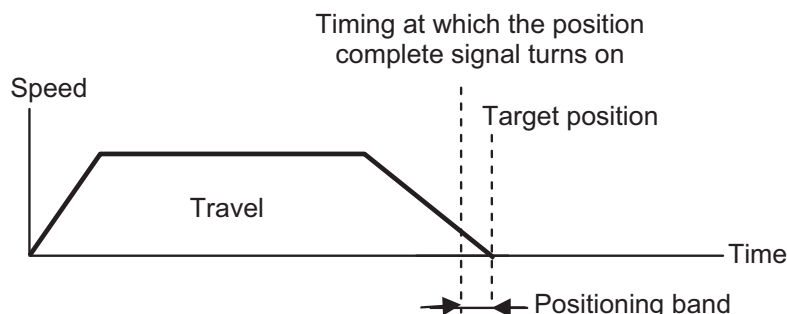 Timing at which the position
complete signal turns on
Speed
Target position
Travel
Time
Positioning band